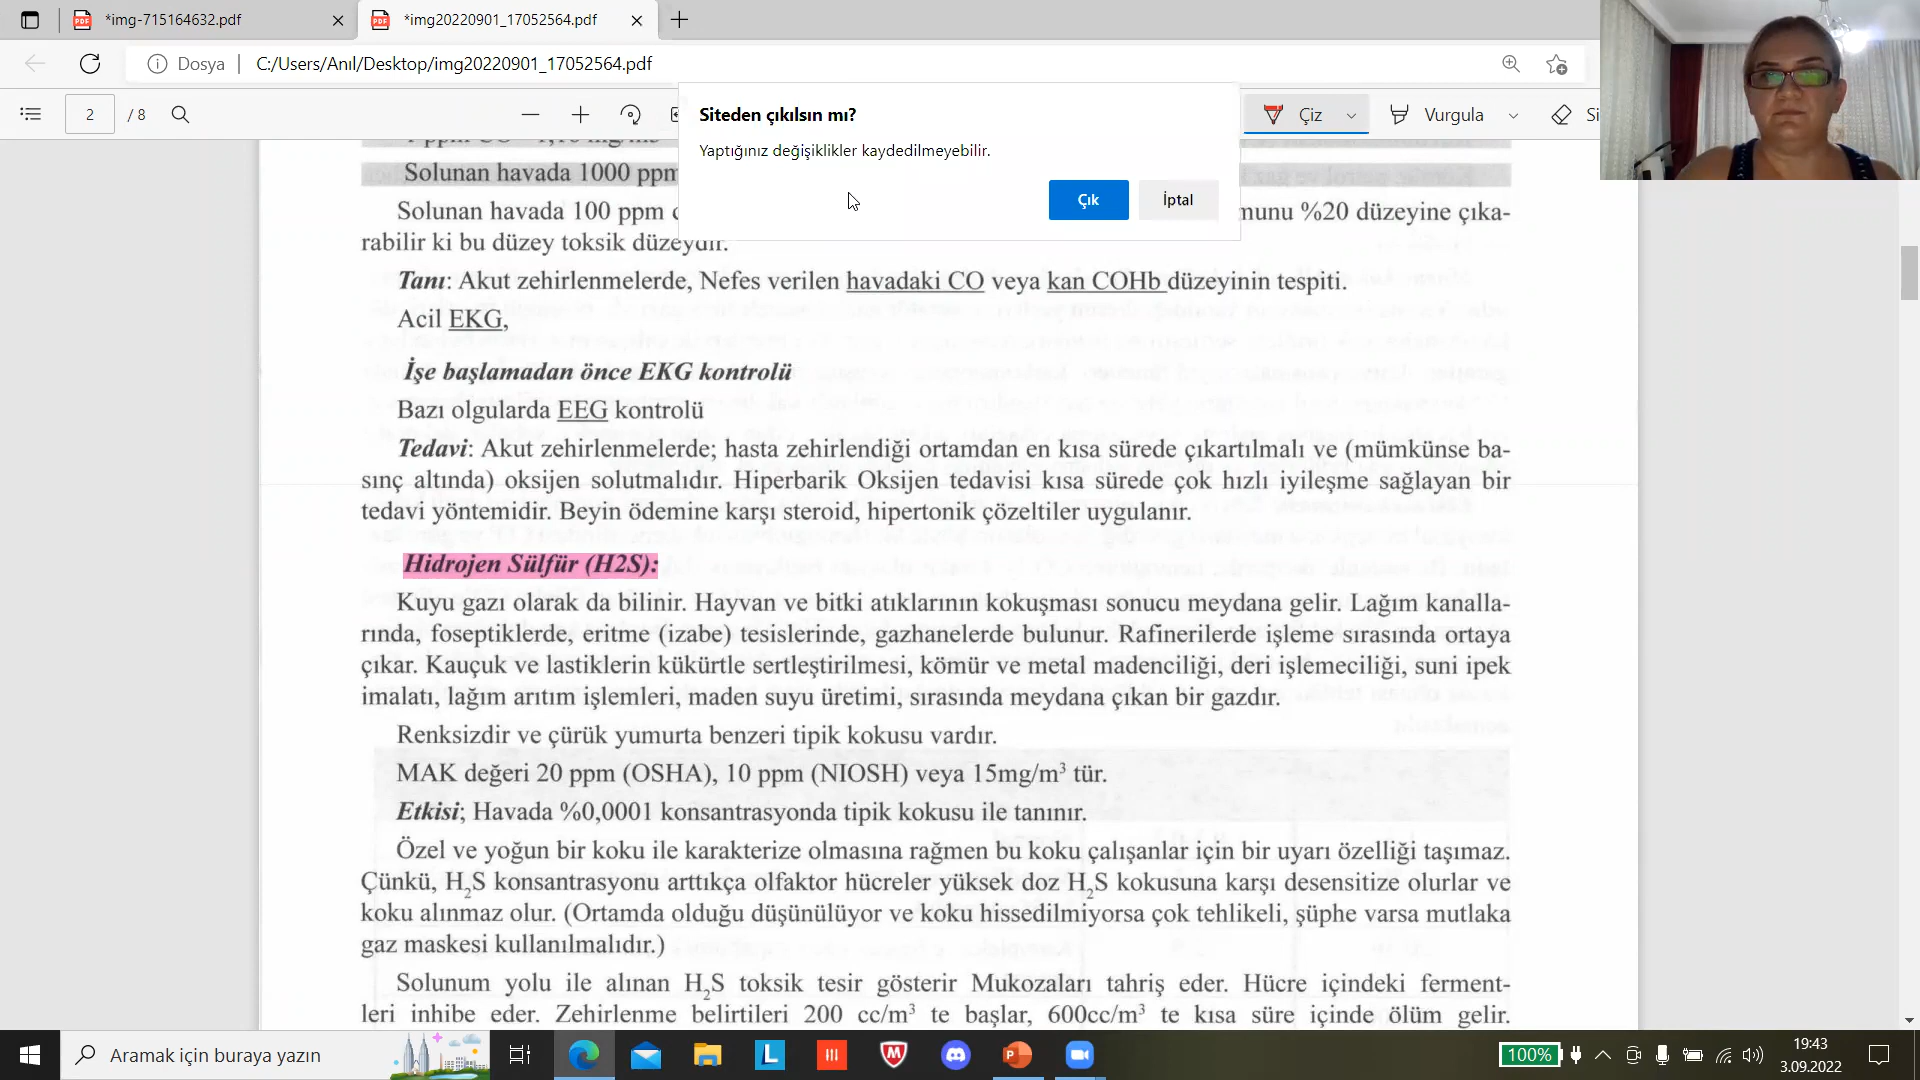 *img-715164632.pdf
*img20220901_17052564.pdf
Dosya
C:/Users/Anıl/Desktop/img20220901_17052564.pdf
2
/ 8
Çiz
Vurgula
Si
Siteden çıkılsın mı?
Yaptığınız değişiklikler kaydedilmeyebilir.
Çık
İptal
Solunan havada 1000 ppm
Solunan havada 100 ppm
munu %20 düzeyine çıka-
rabilir ki bu düzey toksik düzeydir.
Tanı: Akut zehirlenmelerde, Nefes verilen havadaki CO veya kan COHb düzeyinin tespiti.
Acil EKG,
İşe başlamadan önce EKG kontrolü
Bazı olgularda EEG kontrolü
Tedavi: Akut zehirlenmelerde; hasta zehirlendiği ortamdan en kısa sürede çıkartılmalı ve (mümkünse ba-
sınç altında) oksijen solutmalıdır. Hiperbarik Oksijen tedavisi kısa sürede çok hızlı iyileşme sağlayan bir
tedavi yöntemidir. Beyin ödemine karşı steroid, hipertonik çözeltiler uygulanır.
Hidrojen Sülfür (H2S):
Kuyu gazı olarak da bilinir. Hayvan ve bitki atıklarının kokuşması sonucu meydana gelir. Lağım kanalla-
rında, foseptiklerde, eritme (izabe) tesislerinde, gazhanelerde bulunur. Rafinerilerde işleme sırasında ortaya
çıkar. Kauçuk ve lastiklerin kükürtle sertleştirilmesi, kömür ve metal madenciliği, deri işlemeciliği, suni ipek
imalatı, lağım arıtım işlemleri, maden suyu üretimi, sırasında meydana çıkan bir gazdır.
Renksizdir ve çürük yumurta benzeri tipik kokusu vardır.
MAK değeri 20 ppm (OSHA), 10 ppm (NIOSH) veya 15mg/m³ tür.
Etkisi; Havada %0,0001 konsantrasyonda tipik kokusu ile tanınır.
Özel ve yoğun bir koku ile karakterize olmasına rağmen bu koku çalışanlar için bir uyarı özelliği taşımaz.
Çünkü, H₂S konsantrasyonu arttıkça olfaktor hücreler yüksek doz H₂S kokusuna karşı desensitize olurlar ve
koku alınmaz olur. (Ortamda olduğu düşünülüyor ve koku hissedilmiyorsa çok tehlikeli, şüphe varsa mutlaka
gaz maskesi kullanılmalıdır.)
Solunum yolu ile alınan H₂S toksik tesir gösterir Mukozaları tahriş eder. Hücre içindeki ferment-
leri inhibe eder. Zehirlenme belirtileri 200 cc/m³ te başlar, 600cc/m³ te kısa süre içinde ölüm gelir.
Aramak için buraya yazın
100%
19:43
3.09.2022